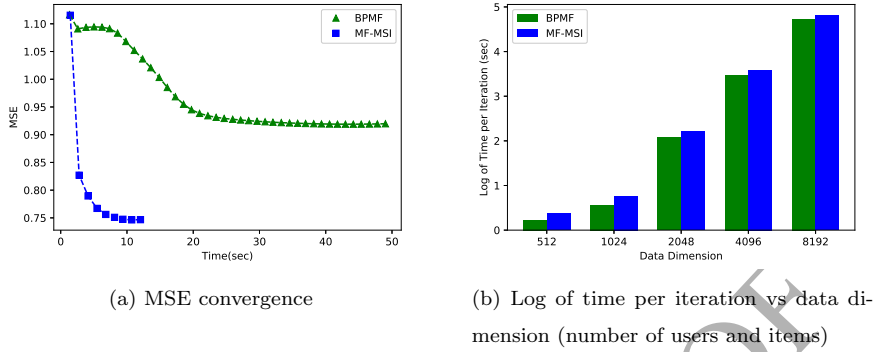 1.10
1.05
1.00
0.95
0.90
0.85
0.80
0.75
MSE
0 10 20 30 40 50
Time(sec)
BPMF
MF-MSI
(a) MSE convergence
5
4
3
2
1
0
Log of Time per Iteration (sec)
512 1024 2048 4096 8192
Data Dimension
BPMF
MF-MSI
(b) Log of time per iteration vs data di-
mension (number of users and items)